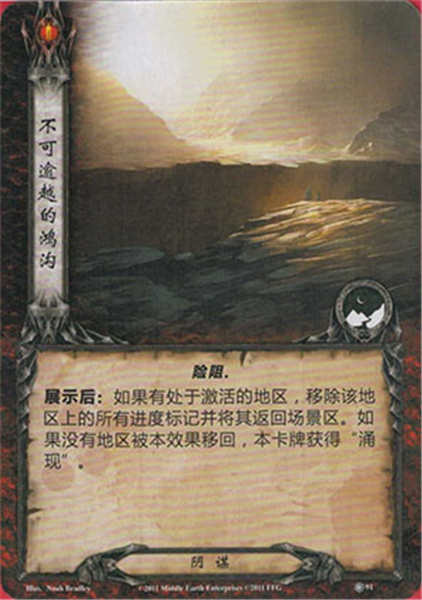 不可逾越的鸿沟
险阻.
展示后：如果有处于激活的地区，移除该地
区上的所有进度标记并将其返回场景区。如
果没有地区被本效果移回，本卡牌获得“涌
现”。
阴 谋
Illus. Noah Bradley
©2011 Middle Earth Enterprises ©2011 FFG
91